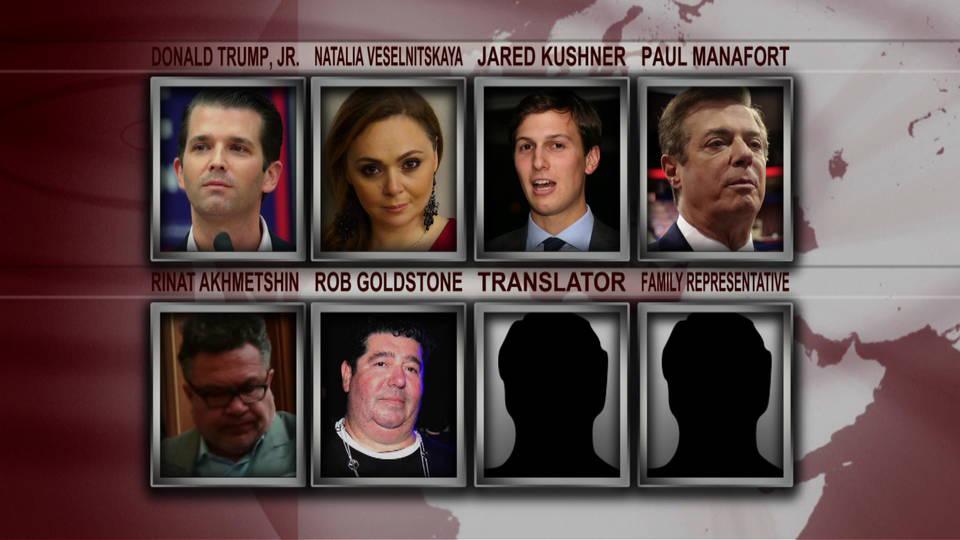 DONALD TRUMP, JR. NATALIA VESELNITSKAYA JARED KUSHNER PAUL MANAFORT
RINAT AKHMETSHIN ROB GOLDSTONE TRANSLATOR FAMILY REPRESENTATIVE